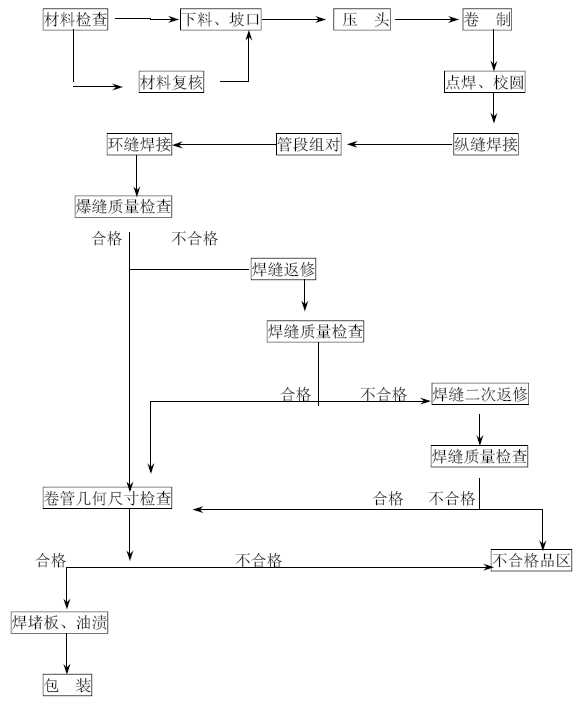 材料检查 下料、坡口 压 头 卷 制
材料复核 点焊、校圆
环缝焊接 管段组对 纵缝焊接
爆缝质量检查
合格 不合格
焊缝返修
焊缝质量检查
合格 不合格 焊缝二次返修
焊缝质量检查
卷管几何尺寸检查 合格 不合格
合格 不合格 不合格品区
焊堵板、油渍
包 装